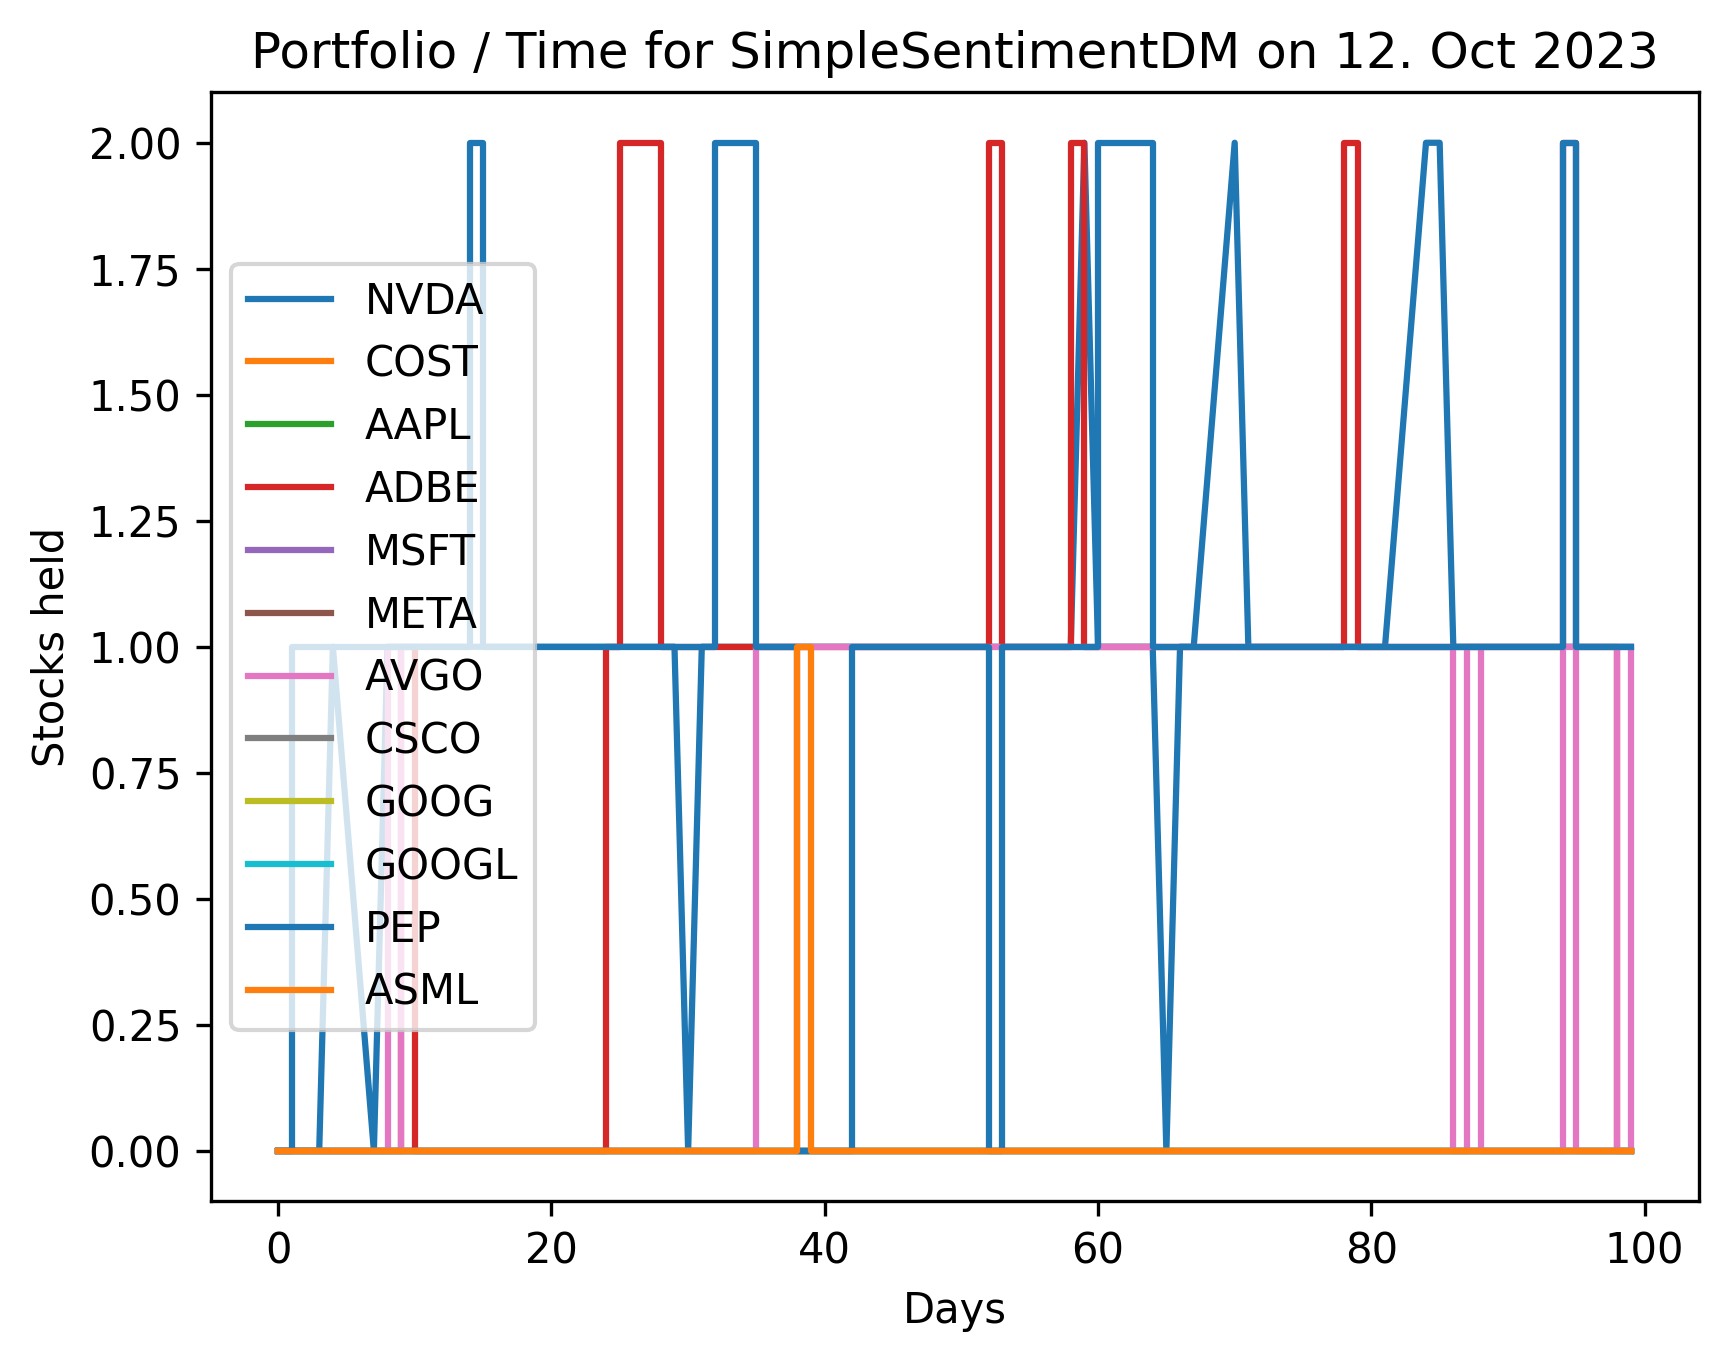 Portfolio / Time for SimpleSentimentDM on 12. Oct 2023
2.00
1.75
1.50
1.25
1.00
0.75
0.50
0.25
0.00
Stocks held
NVDA
COST
AAPL
ADBE
MSFT
META
AVGO
CSCO
GOOG
GOOGL
PEP
ASML
0 20 40 60 80 100
Days